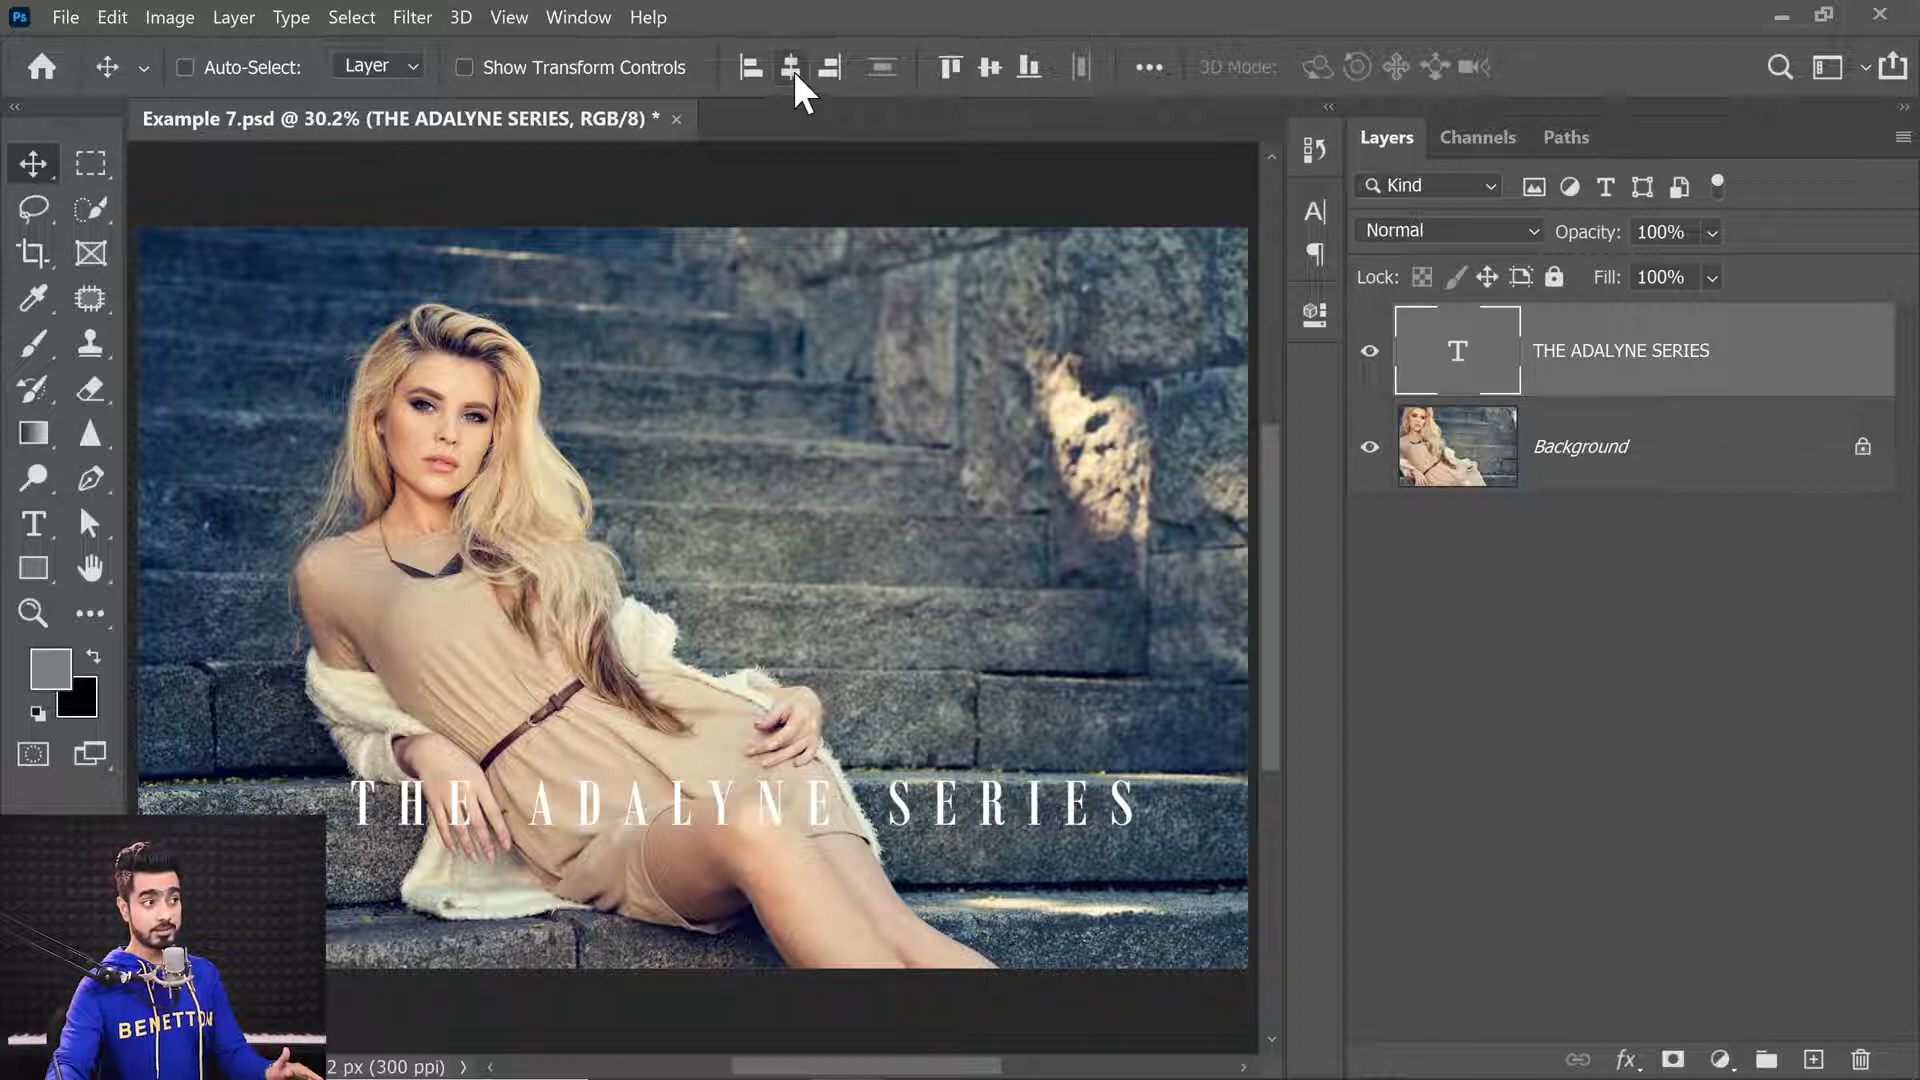 Ps File Edit Image Layer Type Select Filter 3D View Window Help
Auto-Select: Layer Show Transform Controls 3D Mode:
Example 7.psd @ 30.2% (THE ADALYNE SERIES, RGB/8) *
Layers Channels Paths
Kind
Normal Opacity: 100%
Lock: Fill: 100%
THE ADALYNE SERIES
Background
THE ADALYNE SERIES
BENETTON
2 px (300 ppi)